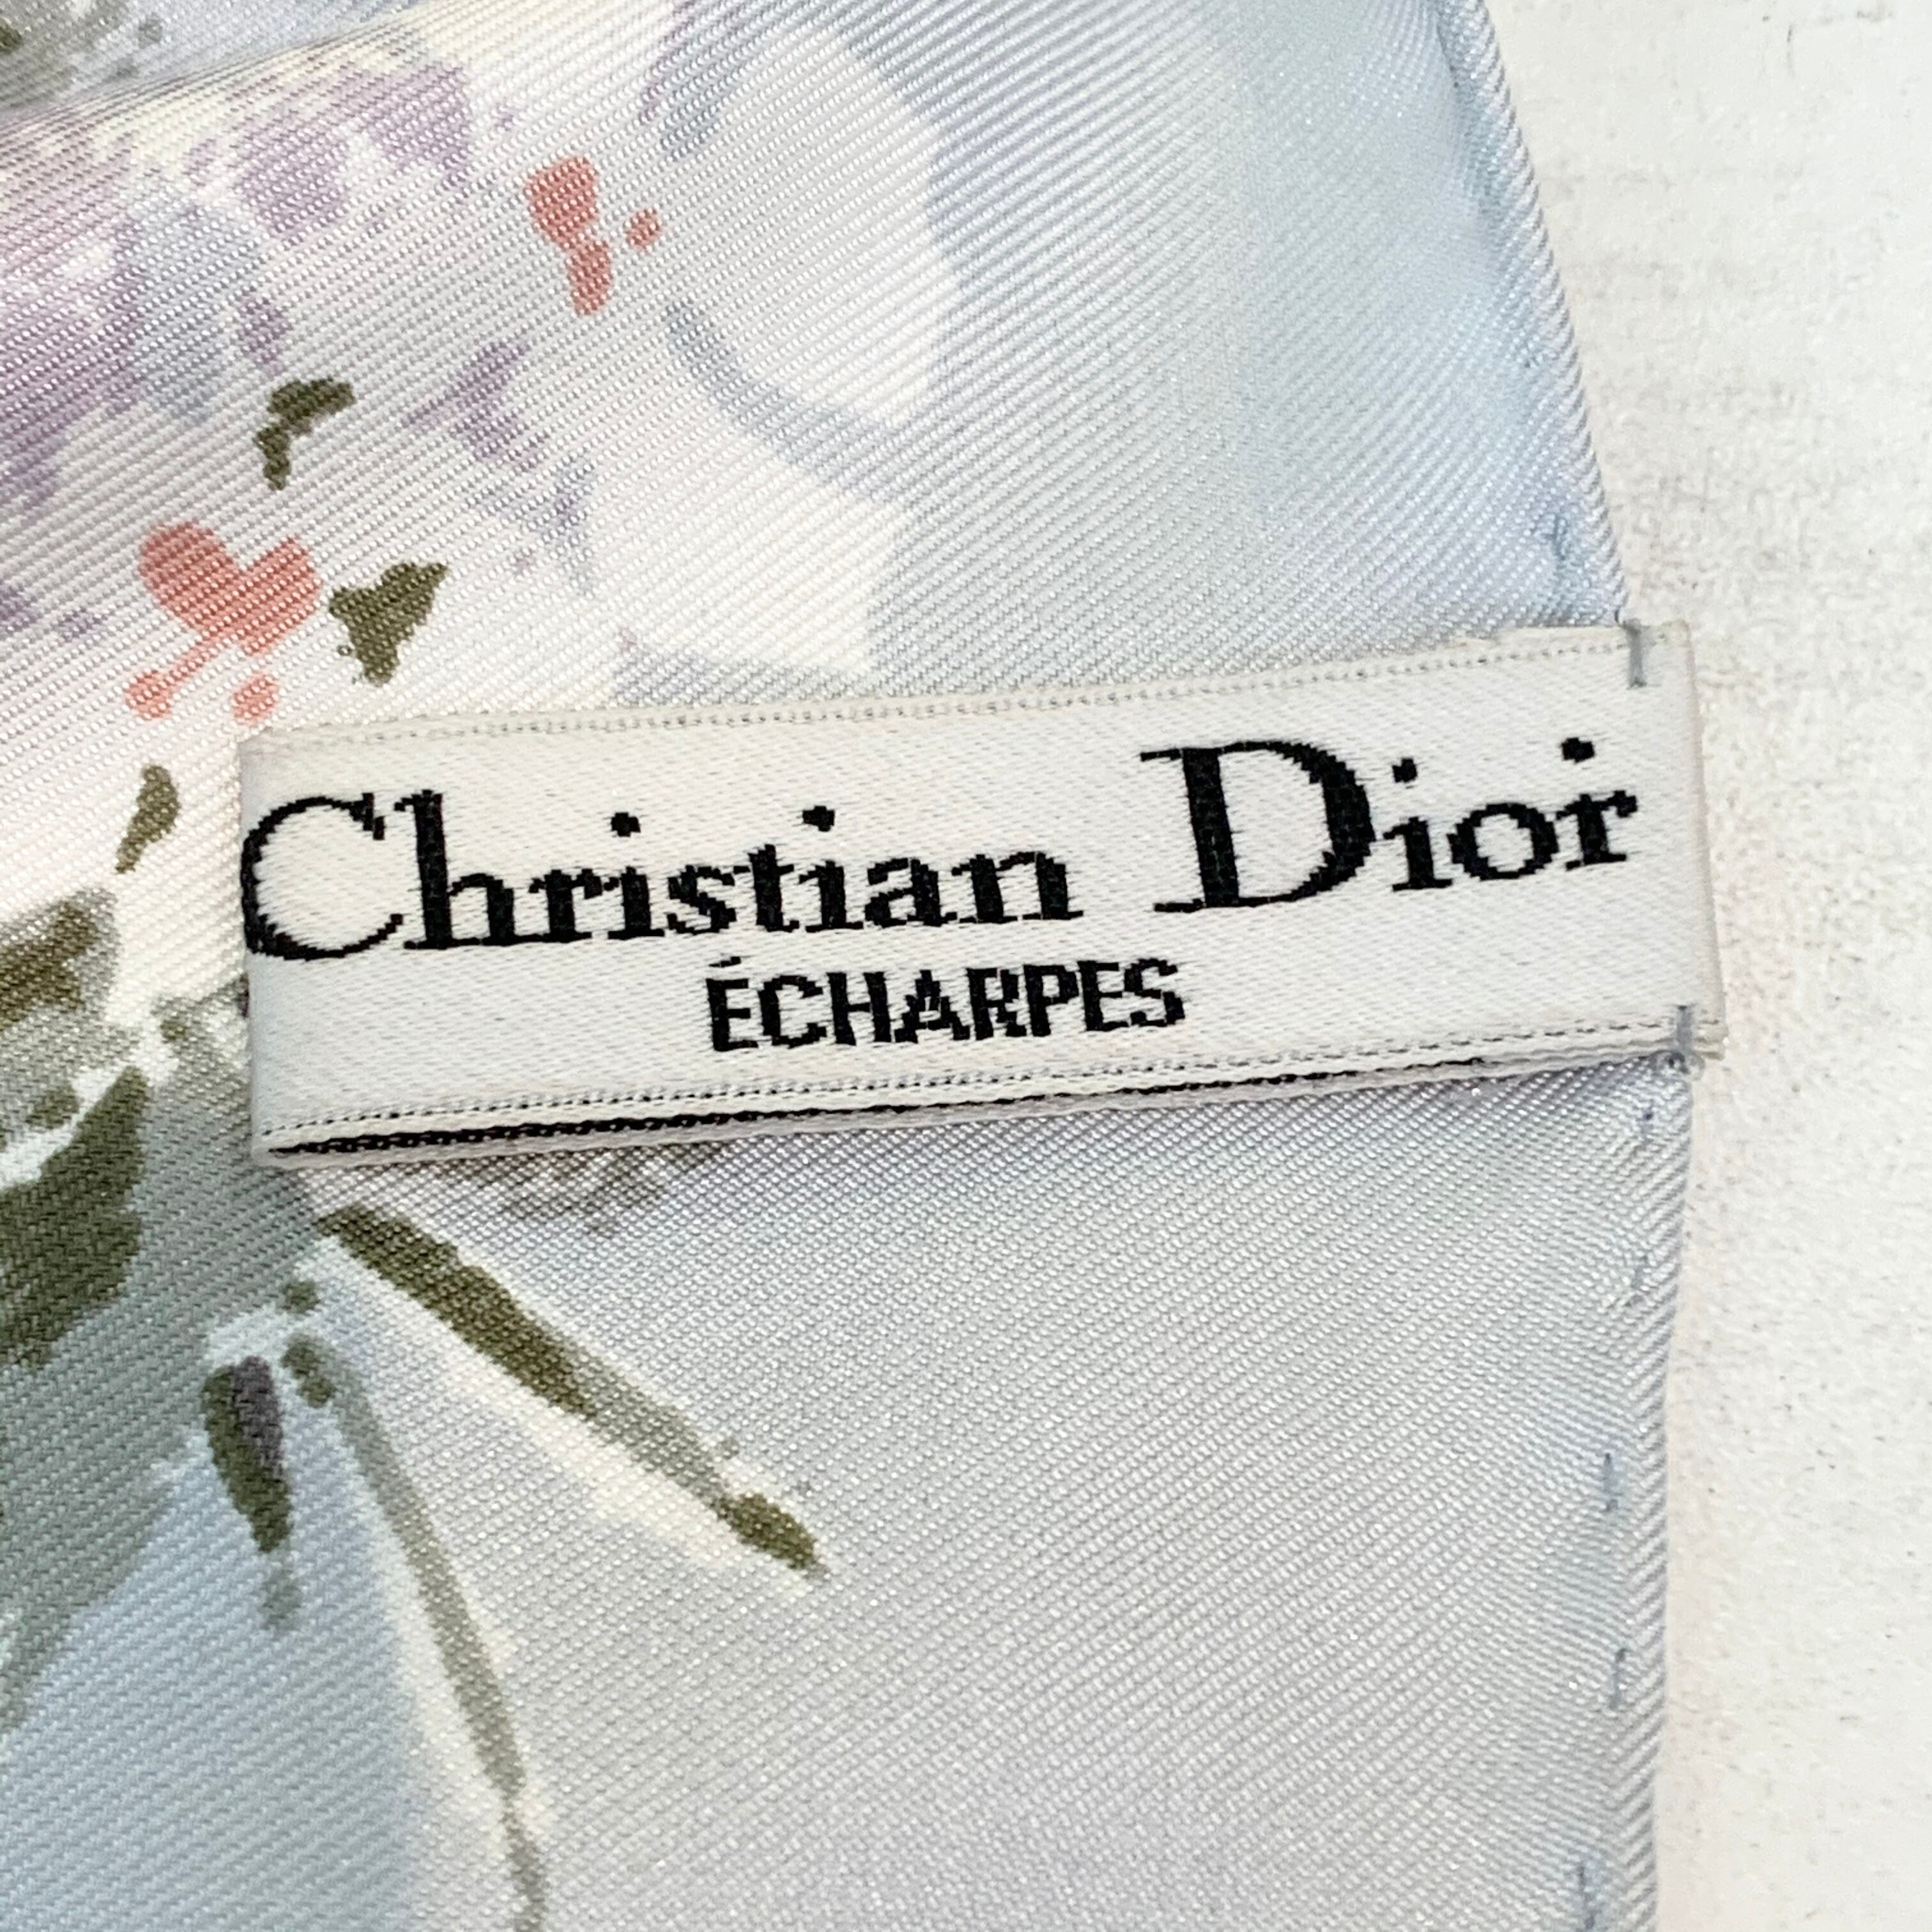 Christian Dior
ÉCHARPES